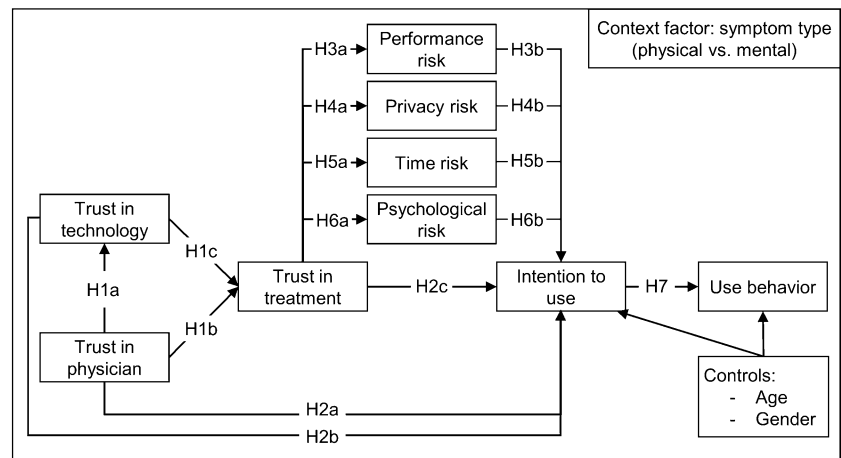 Context factor: symptom type
(physical vs. mental)
H3a
Performance
risk
H3b
H4a
Privacy risk
H4b
H5a
Time risk
H5b
H6a
Psychological
risk
H6b
Trust in
technology
H1c
H1a
Trust in
treatment
H2c
Intention to
use
H7
Use behavior
H1b
Trust in
physician
Controls:
- Age
- Gender
H2a
H2b